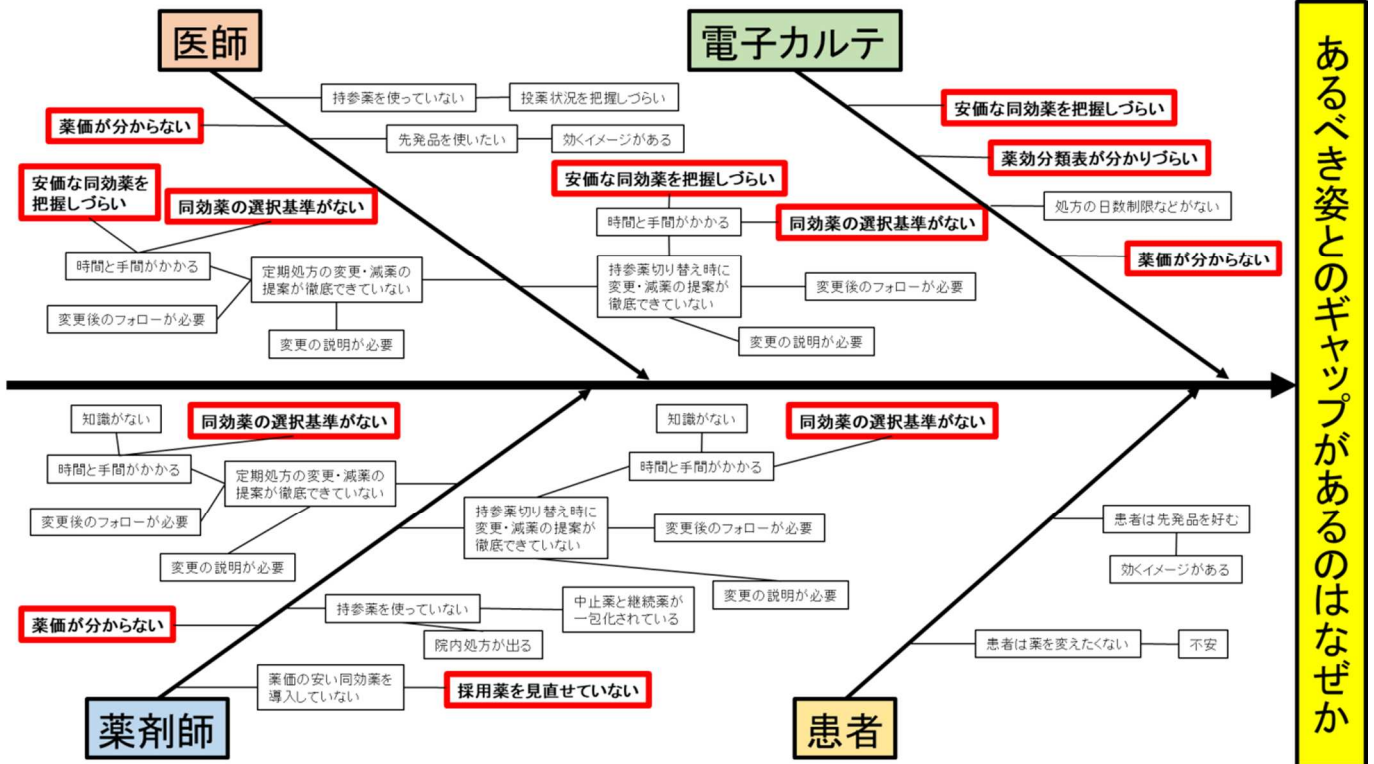 医師
電子カルテ
持参薬を使っていない
投薬状況を把握しづらい
薬価が分からない
先発品を使いたい
効くイメージがある
安価な同効薬を
把握しづらい
同効薬の選択基準がない
時間と手間がかかる
定期処方の変更・減薬の
提案が徹底できていない
変更後のフォローが必要
変更の説明が必要
安価な同効薬を把握しづらい
時間と手間がかかる
同効薬の選択基準がない
持参薬切り替え時に
変更・減薬の提案が
徹底できていない
変更後のフォローが必要
変更の説明が必要
安価な同効薬を把握しづらい
薬効分類表が分かりづらい
処方の日数制限などがない
薬価が分からない
知識がない
同効薬の選択基準がない
時間と手間がかかる
定期処方の変更・減薬の
提案が徹底できていない
変更後のフォローが必要
変更の説明が必要
知識がない
同効薬の選択基準がない
時間と手間がかかる
持参薬切り替え時に
変更・減薬の提案が
徹底できていない
変更後のフォローが必要
変更の説明が必要
薬価が分からない
持参薬を使っていない
中止薬と継続薬が
一包化されている
院内処方が出る
薬価の安い同効薬を
導入していない
採用薬を見直せていない
薬剤師
患者は先発品を好む
効くイメージがある
患者は薬を変えたくない
不安
患者
あるべき姿とのギャップがあるのはなぜか